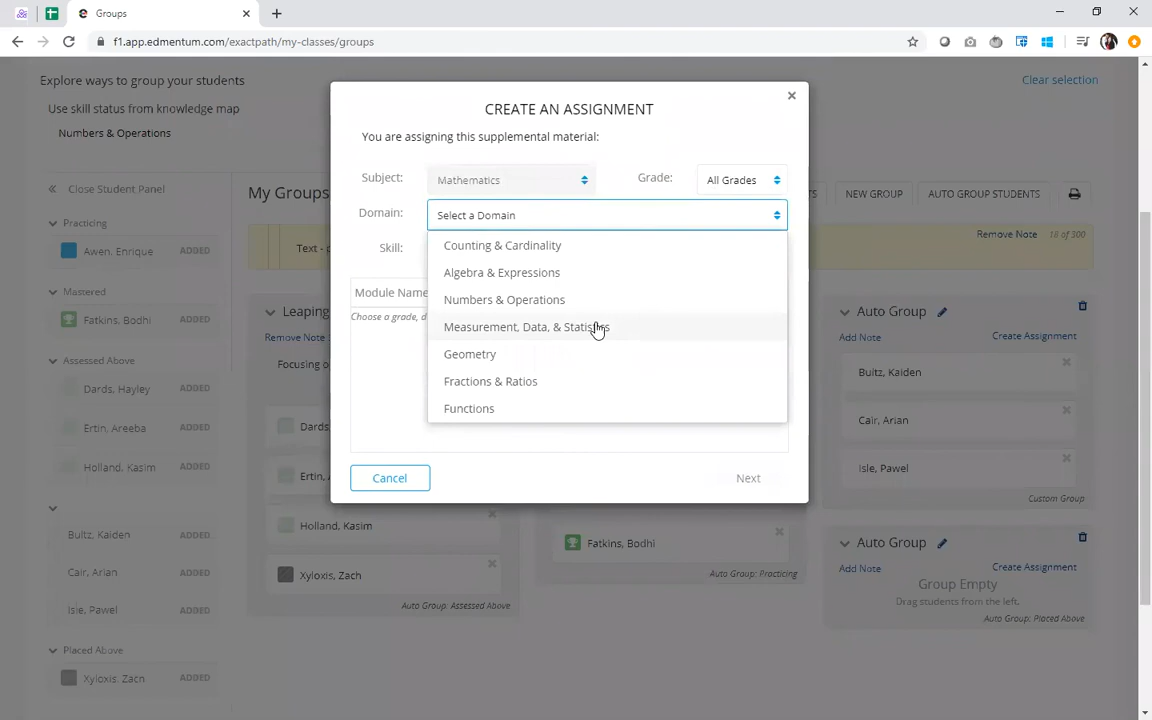 Groups
f1.app.edmentum.com/exactpath/my-classes/groups
Explore ways to group your students
Clear selection
Use skill status from knowledge map
Numbers & Operations
Close Student Panel
My Groups
NEW GROUP
AUTO GROUP STUDENTS
Practicing
Awen, Enrique ADDED
Mastered
Fatkins, Bodhi ADDED
Assessed Above
Dards, Hayley ADDED
Ertin, Areeba ADDED
Holland, Kasim ADDED
Bultz, Kaiden ADDED
Cair, Arian ADDED
Isle, Pawel ADDED
Placed Above
Xyloxis, Zach ADDED
Text - p
Remove Note 18 of 300
Leaping
Remove Note
Focusing o
Dards
Ertin, A
Holland, Kasim
Xyloxis, Zach
Auto Group: Assessed Above
CREATE AN ASSIGNMENT
You are assigning this supplemental material:
Subject: Mathematics Grade: All Grades
Domain: Select a Domain
Skill:
Counting & Cardinality
Algebra & Expressions
Numbers & Operations
Measurement, Data, & Statistics
Geometry
Fractions & Ratios
Functions
Module Name
Choose a grade, d
Cancel Next
Fatkins, Bodhi
Auto Group: Practicing
Auto Group
Add Note Create Assignment
Bultz, Kaiden
Cair, Arian
Isle, Pawel
Custom Group
Auto Group
Add Note Create Assignment
Group Empty
Drag students from the left.
Auto Group: Placed Above